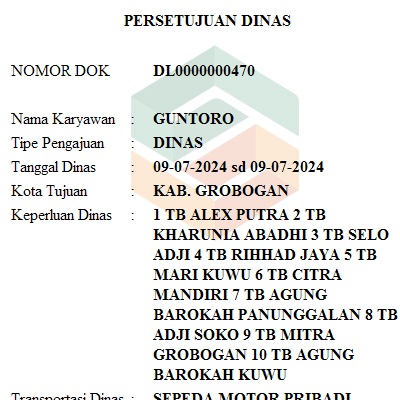 PERSETUJUAN DINAS
NOMOR DOK DL0000000470
Nama Karyawan : GUNTORO
Tipe Pengajuan : DINAS
Tanggal Dinas : 09-07-2024 sd 09-07-2024
Kota Tujuan : KAB. GROBOGAN
Keperluan Dinas : 1 TB ALEX PUTRA 2 TB
KHARUNIA ABADHI 3 TB SELO
ADJI 4 TB RIHHAD JAYA 5 TB
MARI KUWU 6 TB CITRA
MANDIRI 7 TB AGUNG
BAROKAH PANUNGGALAN 8 TB
ADJI SOKO 9 TB MITRA
GROBOGAN 10 TB AGUNG
BAROKAH KUWU
Transportasi Dinas : SEPEDA MOTOR PRIBADI